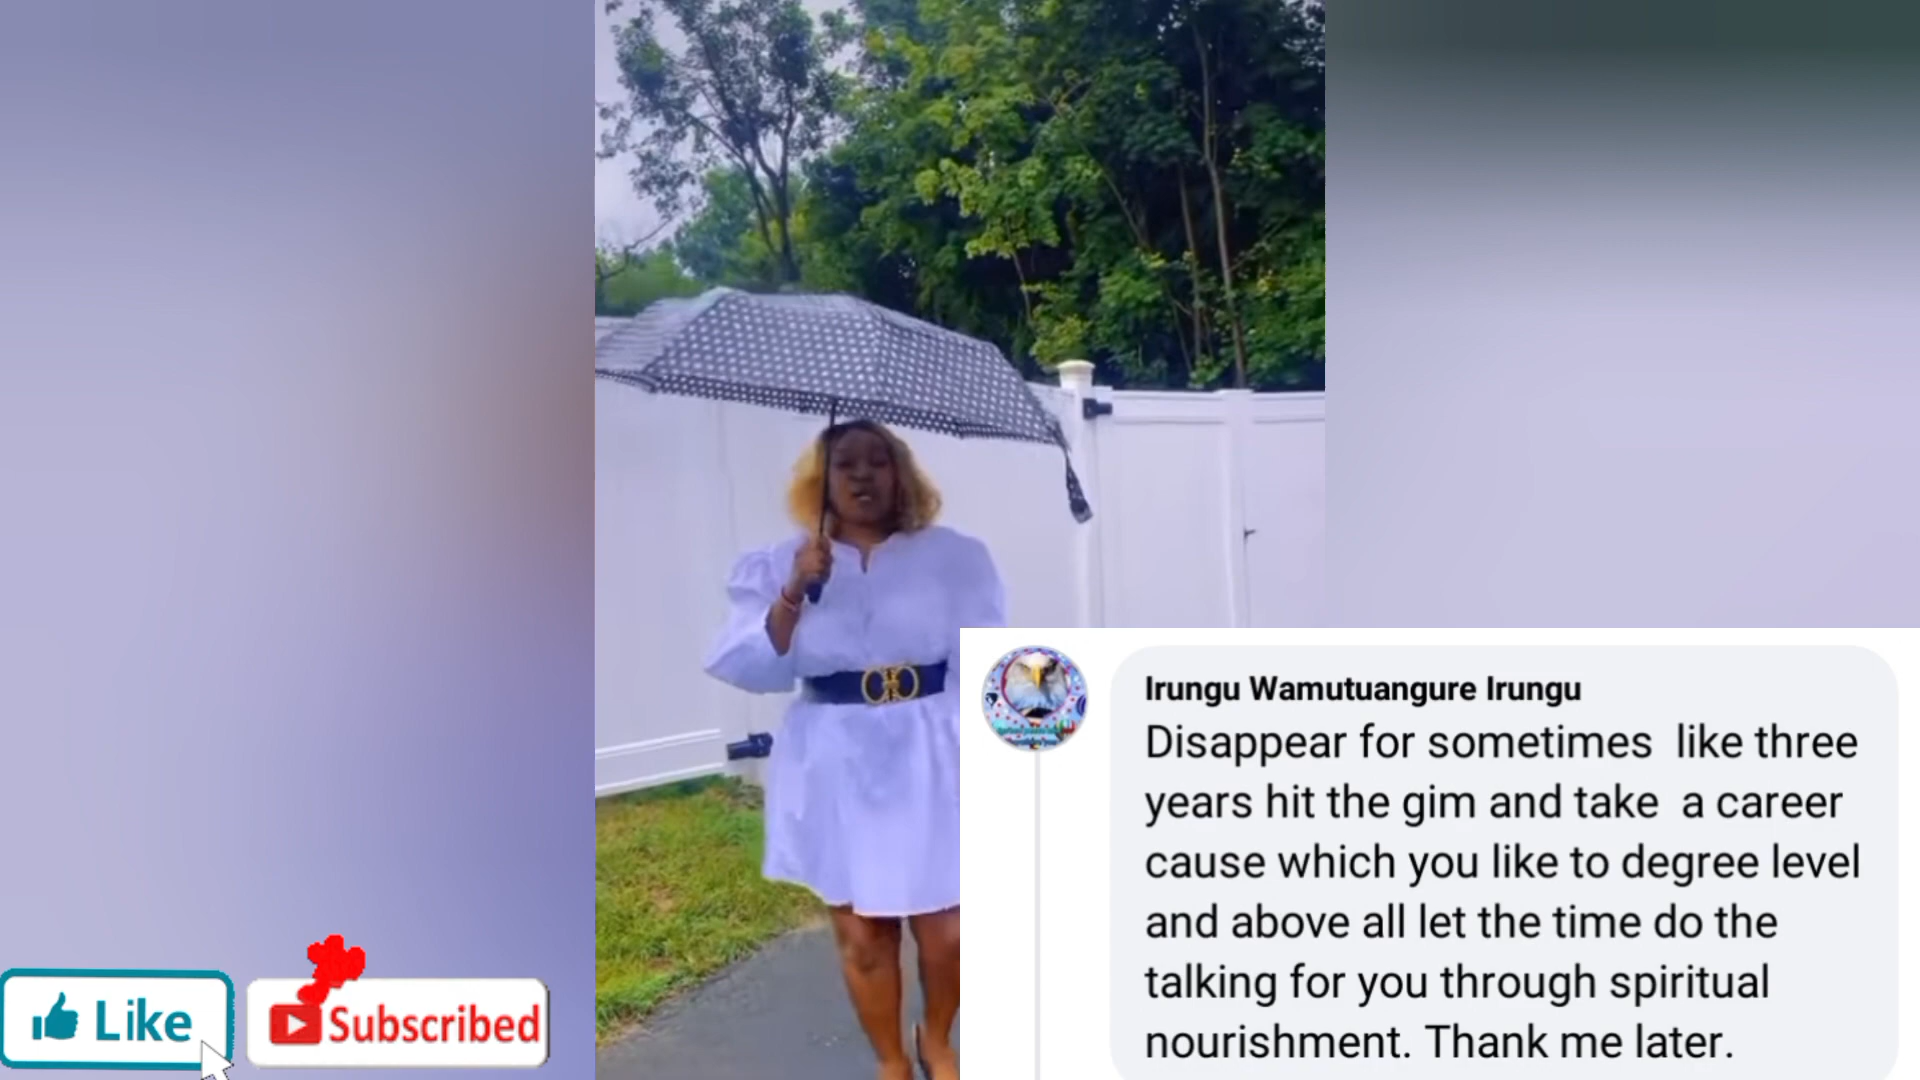 Irungu Wamutuangure Irungu
Disappear for sometimes like three
years hit the gim and take a career
cause which you like to degree level
and above all let the time do the
talking for you through spiritual
nourishment. Thank me later.
Like
Subscribed